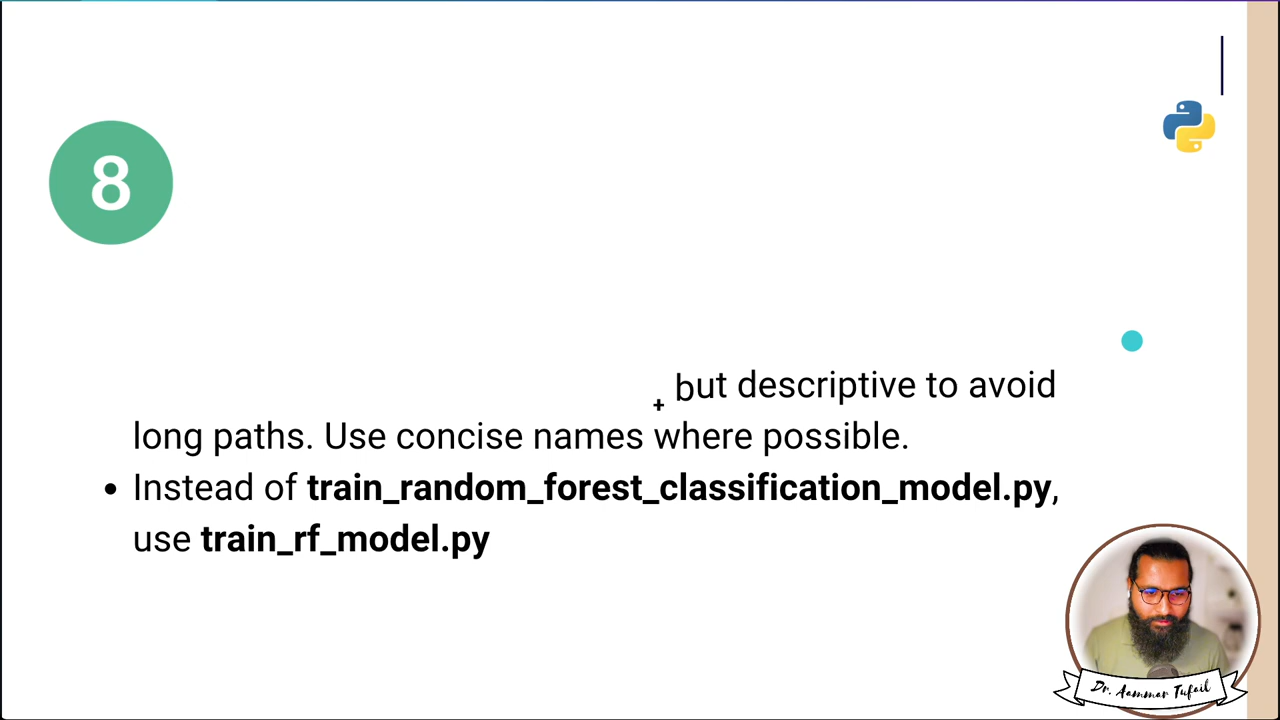 8
but descriptive to avoid
long paths. Use concise names where possible.
• Instead of train_random_forest_classification_model.py,
use train_rf_model.py
Dr. Aammar Tufail